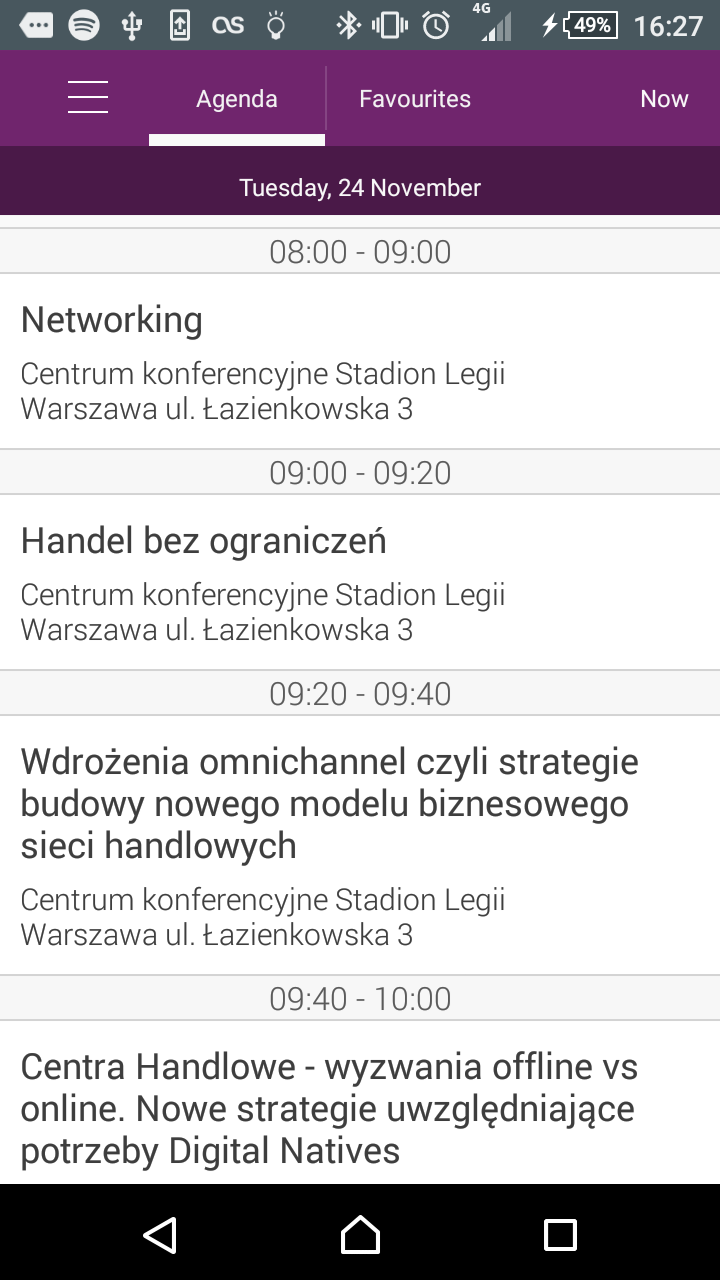 4G
49%
16:27
Agenda
Favourites
Now
Tuesday, 24 November
08:00 - 09:00
Networking
Centrum konferencyjne Stadion Legii
Warszawa ul. Łazienkowska 3
09:00 - 09:20
Handel bez ograniczeń
Centrum konferencyjne Stadion Legii
Warszawa ul. Łazienkowska 3
09:20 - 09:40
Wdrożenia omnichannel czyli strategie
budowy nowego modelu biznesowego
sieci handlowych
Centrum konferencyjne Stadion Legii
Warszawa ul. Łazienkowska 3
09:40 - 10:00
Centra Handlowe - wyzwania offline vs
online. Nowe strategie uwzględniające
potrzeby Digital Natives